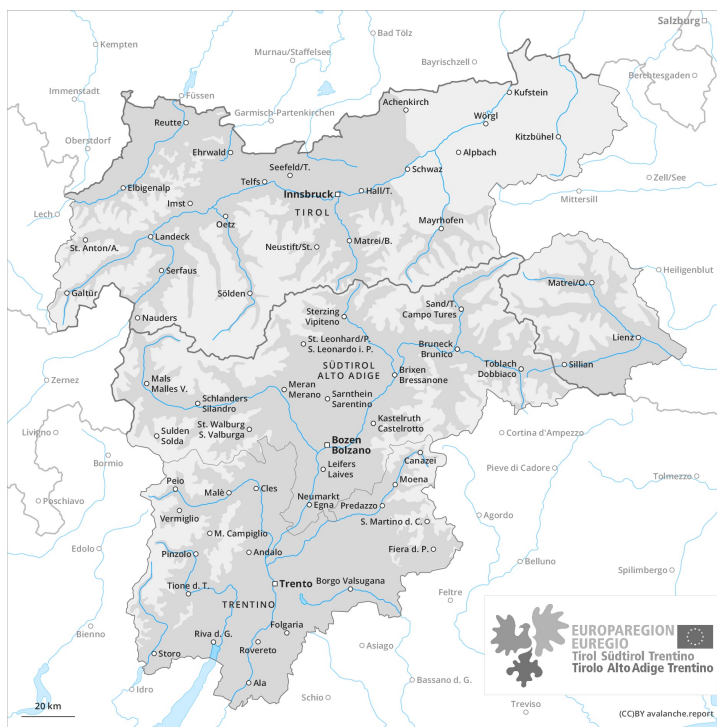 Salzburg
Kempten
Bad Tölz
Murnau/Staffelsee
Bayrischzell
Berchtesgaden
Immenstadt
Füssen
Kufstein
Achenkirch
Garmisch-Partenkirchen
Reutte
Wörgl
Oberstdorf
Kitzbühel
Ehrwald
Alpbach
Seefeld/T.
Schwaz
Telfs
Zell/See
Elbigenalp
Innsbruck
Hall/T.
Mittersill
Imst
TIROL
Lech
Oetz
Mayrhofen
St. Anton/A.
Landeck
Neustift/St.
Matrei/B.
Serfaus
Heiligenblut
Matrei/O.
Galtür
Sölden
Sand/T.
Campo Tures
Nauders
Sterzing
Vipiteno
Lienz
St. Leonhard/P.
S. Leonardo i. P.
Bruneck
Brunico
Toblach
Dobbiaco
Sillian
SÜDTIROL
ALTO ADIGE
Brixen
Bressanone
Zernez
Mals
Malles V.
Meran
Merano
Sarnthein
Sarentino
Schlanders
Silandro
Kastelruth
Castelrotto
St. Walburg
S. Valburga
Sulden
Solda
Livigno
Cortina d'Ampezzo
Bozen
Bolzano
Bormio
Canazei
Pieve di Cadore
Leifers
Laives
Tolmezzo
Peio
Moena
Malè
Cles
Neumarkt
Egna
Predazzo
Poschiavo
Vermiglio
S. Martino d. C.
Agordo
M. Campiglio
Edolo
Pinzolo
Andalo
Fiera d. P.
Belluno
Spilimbergo
Trento
Tione d. T.
Borgo Valsugana
Feltre
TRENTINO
Folgaria
Bienno
Riva d. G.
Rovereto
Asiago
Storo
Bassano d. G.
Ala
Idro
Schio
Treviso
EUROPAREGION
EUREGIO
Tirol Südtirol Trentino
Tirolo Alto Adige Trentino
20 km
(CC)BY avalanche.report